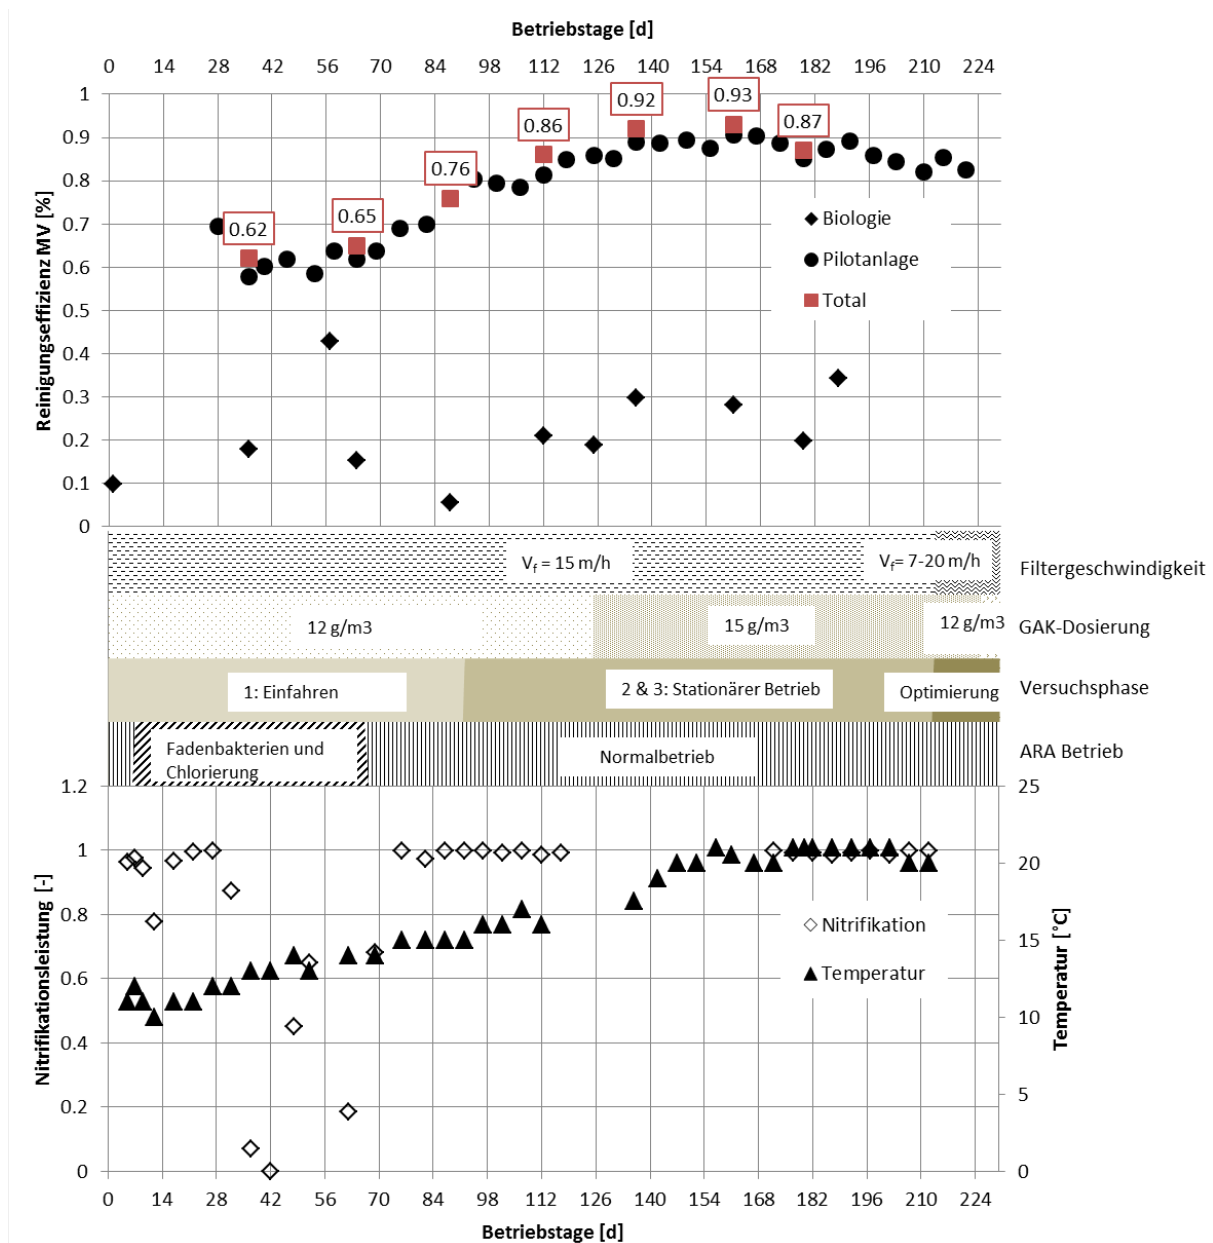 Betriebstage [d]
0 14 28 42 56 70 84 98 112 126 140 154 168 182 196 210 224
Reinigungseffizienz MV [%]
1
0.9
0.8
0.7
0.6
0.5
0.4
0.3
0.2
0.1
0
0.62
0.65
0.76
0.86
0.92
0.93
0.87
Biologie
Pilotanlage
Total
Vf = 15 m/h
Vf= 7-20 m/h
Filtergeschwindigkeit
12 g/m3
15 g/m3
12 g/m3
GAK-Dosierung
1: Einfahren
2 & 3: Stationärer Betrieb
Optimierung
Versuchsphase
Fadenbakterien und
Chlorierung
Normalbetrieb
ARA Betrieb
Nitrifikationsleistung [-]
1.2
1
0.8
0.6
0.4
0.2
0
Nitrifikation
Temperatur
25
20
15
10
5
0
Temperatur [°C]
0 14 28 42 56 70 84 98 112 126 140 154 168 182 196 210 224
Betriebstage [d]